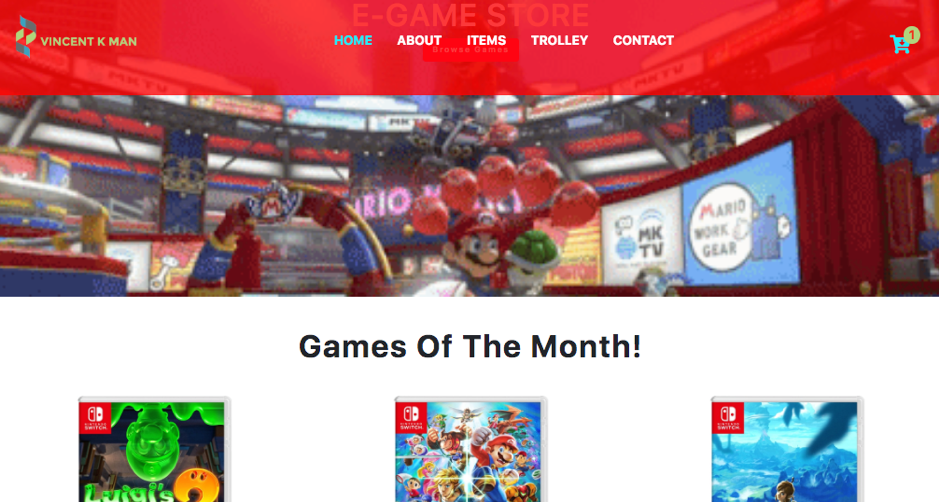 E-GAME STORE
VINCENT K MAN
HOME ABOUT ITEMS TROLLEY CONTACT
1
Browse Games
MKTV
MK
TV
MARIO
WORK
GEAR
Games Of The Month!
NINTENDO
SWITCH
NINTENDO
SWITCH
NINTENDO
SWITCH
Luigi's